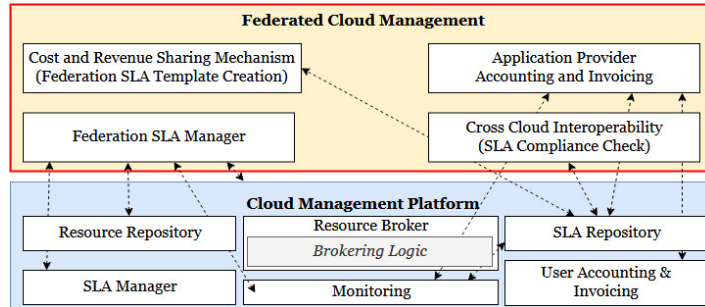 Federated Cloud Management
Cost and Revenue Sharing Mechanism
(Federation SLA Template Creation)
Application Provider
Accounting and Invoicing
Federation SLA Manager
Cross Cloud Interoperability
(SLA Compliance Check)
Cloud Management Platform
Resource Repository
Resource Broker
Brokering Logic
SLA Repository
SLA Manager
Monitoring
User Accounting &
Invoicing